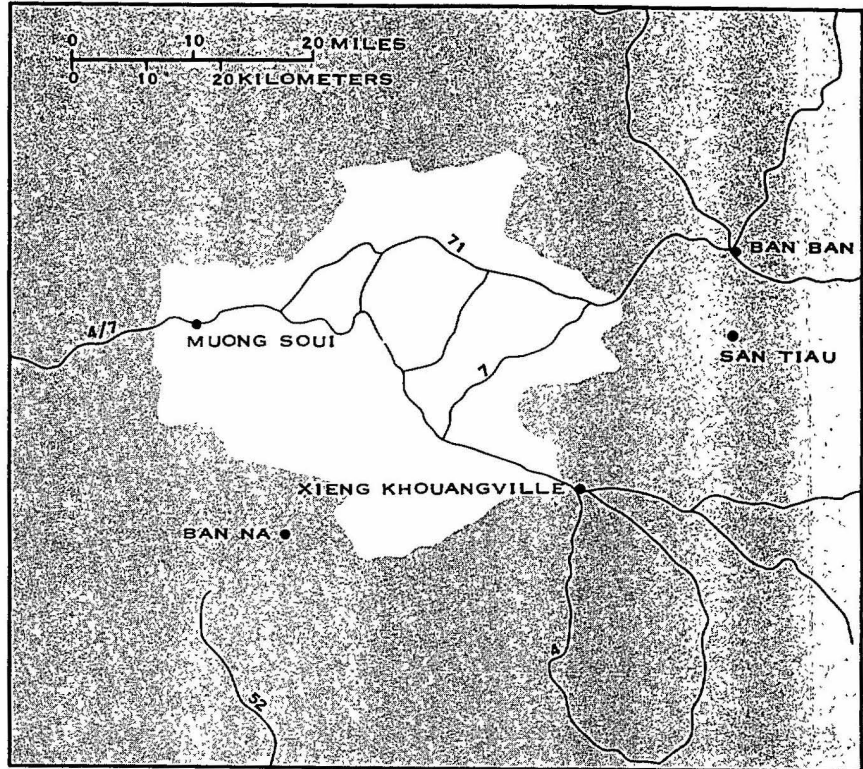 0 10 20 MILES
0 10 20 KILOMETERS
71
BAN BAN
4/7
MUONG SOUI
SAN TIAU
7
XIENG KHOUANGVILLE
BAN NA
4
52